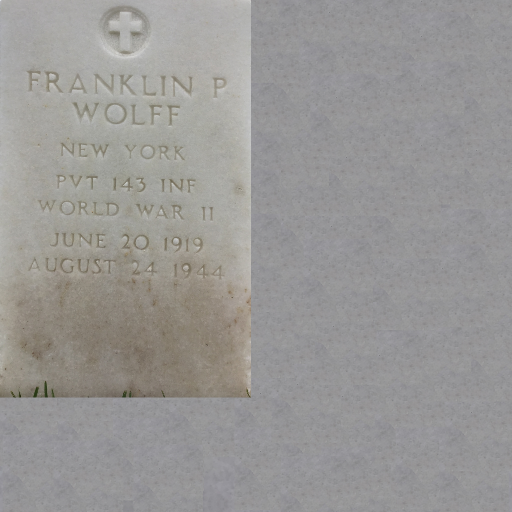 FRANKLIN P
WOLFF
NEW YORK
PVT 143 INF
WORLD WAR II
JUNE 20 1919
AUGUST 24 1944